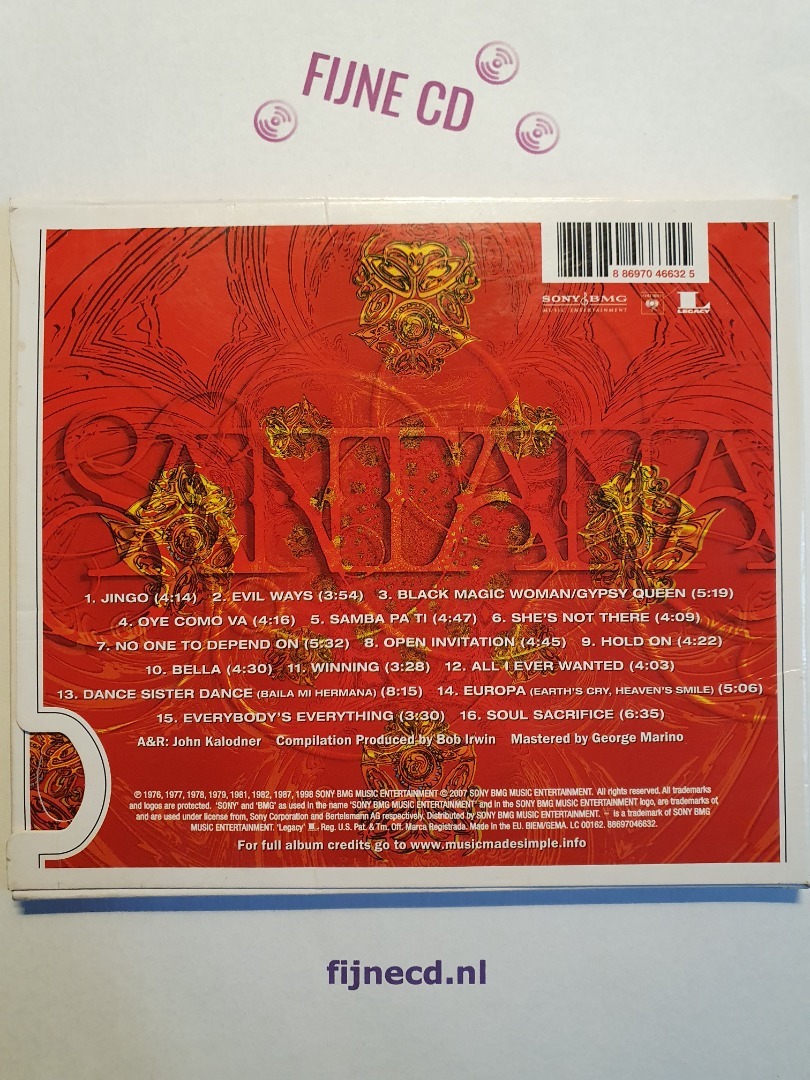 FIJNE CD
8 86970 46632 5
SONY BMG
MUSIC ENTERTAINMENT
LEGACY
SANTANA
1. JINGO (4:14) 2. EVIL WAYS (3:54) 3. BLACK MAGIC WOMAN/GYPSY QUEEN (5:19)
4. OYE COMO VA (4:16) 5. SAMBA PA TI (4:47) 6. SHE'S NOT THERE (4:09)
7. NO ONE TO DEPEND ON (5:32) 8. OPEN INVITATION (4:45) 9. HOLD ON (4:22)
10. BELLA (4:30) 11. WINNING (3:28) 12. ALL I EVER WANTED (4:03)
13. DANCE SISTER DANCE (BAILA MI HERMANA) (8:15) 14. EUROPA (EARTH'S CRY, HEAVEN'S SMILE) (5:06)
15. EVERYBODY'S EVERYTHING (3:30) 16. SOUL SACRIFICE (6:35)
A&R: John Kalodner Compilation Produced by Bob Irwin Mastered by George Marino
℗ 1976, 1977, 1978, 1979, 1981, 1982, 1987, 1998 SONY BMG MUSIC ENTERTAINMENT © 2007 SONY BMG MUSIC ENTERTAINMENT. All rights reserved. All trademarks
and logos are protected. 'SONY' and 'BMG' as used in the name 'SONY BMG MUSIC ENTERTAINMENT' and in the SONY BMG MUSIC ENTERTAINMENT logo, are trademarks of,
and are used under license from, Sony Corporation and Bertelsmann AG respectively. Distributed by SONY BMG MUSIC ENTERTAINMENT. is a trademark of SONY BMG
MUSIC ENTERTAINMENT. 'Legacy' L Reg. U.S. Pat. & Tm. Off. Marca Registrada. Made in the EU. BIEM/GEMA. LC 00162. 88697046632.
For full album credits go to www.musicmadesimple.info
fijnecd.nl